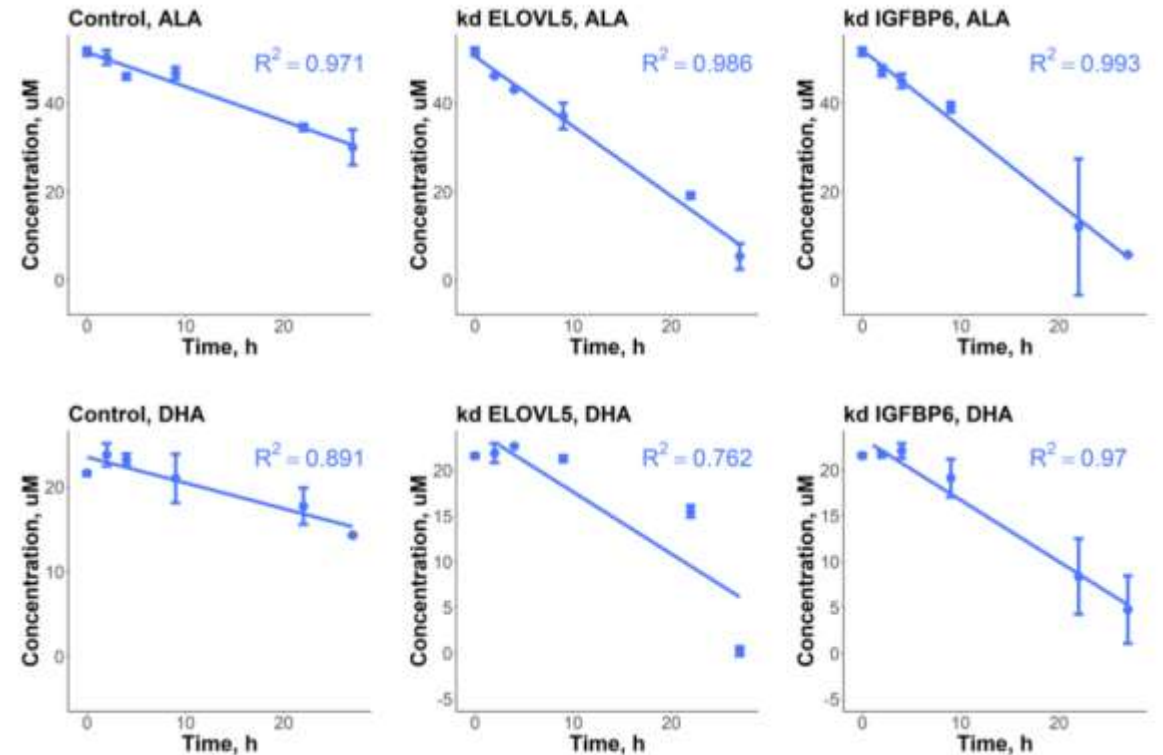 Control, ALA
R² = 0.971
Concentration, uM
40
20
0
0 10 20
Time, h
kd ELOVL5, ALA
R² = 0.986
Concentration, uM
40
20
0
0 10 20
Time, h
kd IGFBP6, ALA
R² = 0.993
Concentration, uM
40
20
0
0 10 20
Time, h
Control, DHA
R² = 0.891
Concentration, uM
20
10
0
0 10 20
Time, h
kd ELOVL5, DHA
R² = 0.762
Concentration, uM
20
15
10
5
0
-5
0 10 20
Time, h
kd IGFBP6, DHA
R² = 0.97
Concentration, uM
20
15
10
5
0
-5
0 10 20
Time, h